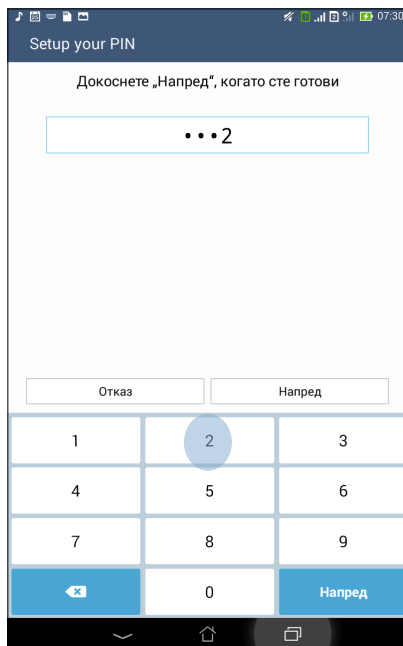 07:30
Setup your PIN
Докоснете „Напред“, когато сте готови
•••2
Отказ
Напред
1 2 3
4 5 6
7 8 9
0 Напред